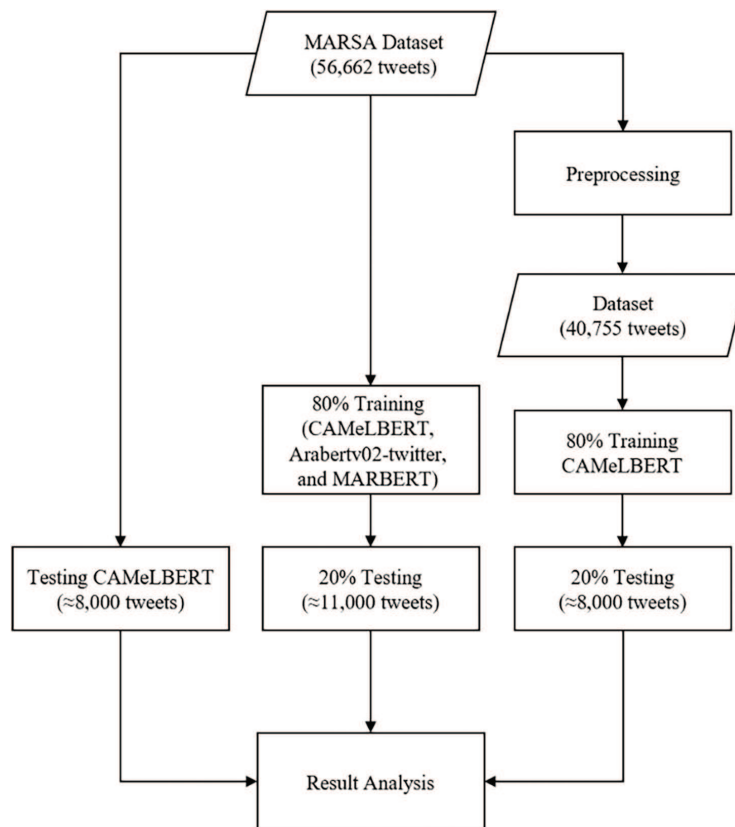 MARSA Dataset
(56,662 tweets)
Preprocessing
Dataset
(40,755 tweets)
80% Training
(CAMeLBERT,
Arabertv02-twitter,
and MARBERT)
80% Training
CAMeLBERT
Testing CAMeLBERT
(≈8,000 tweets)
20% Testing
(≈11,000 tweets)
20% Testing
(≈8,000 tweets)
Result Analysis